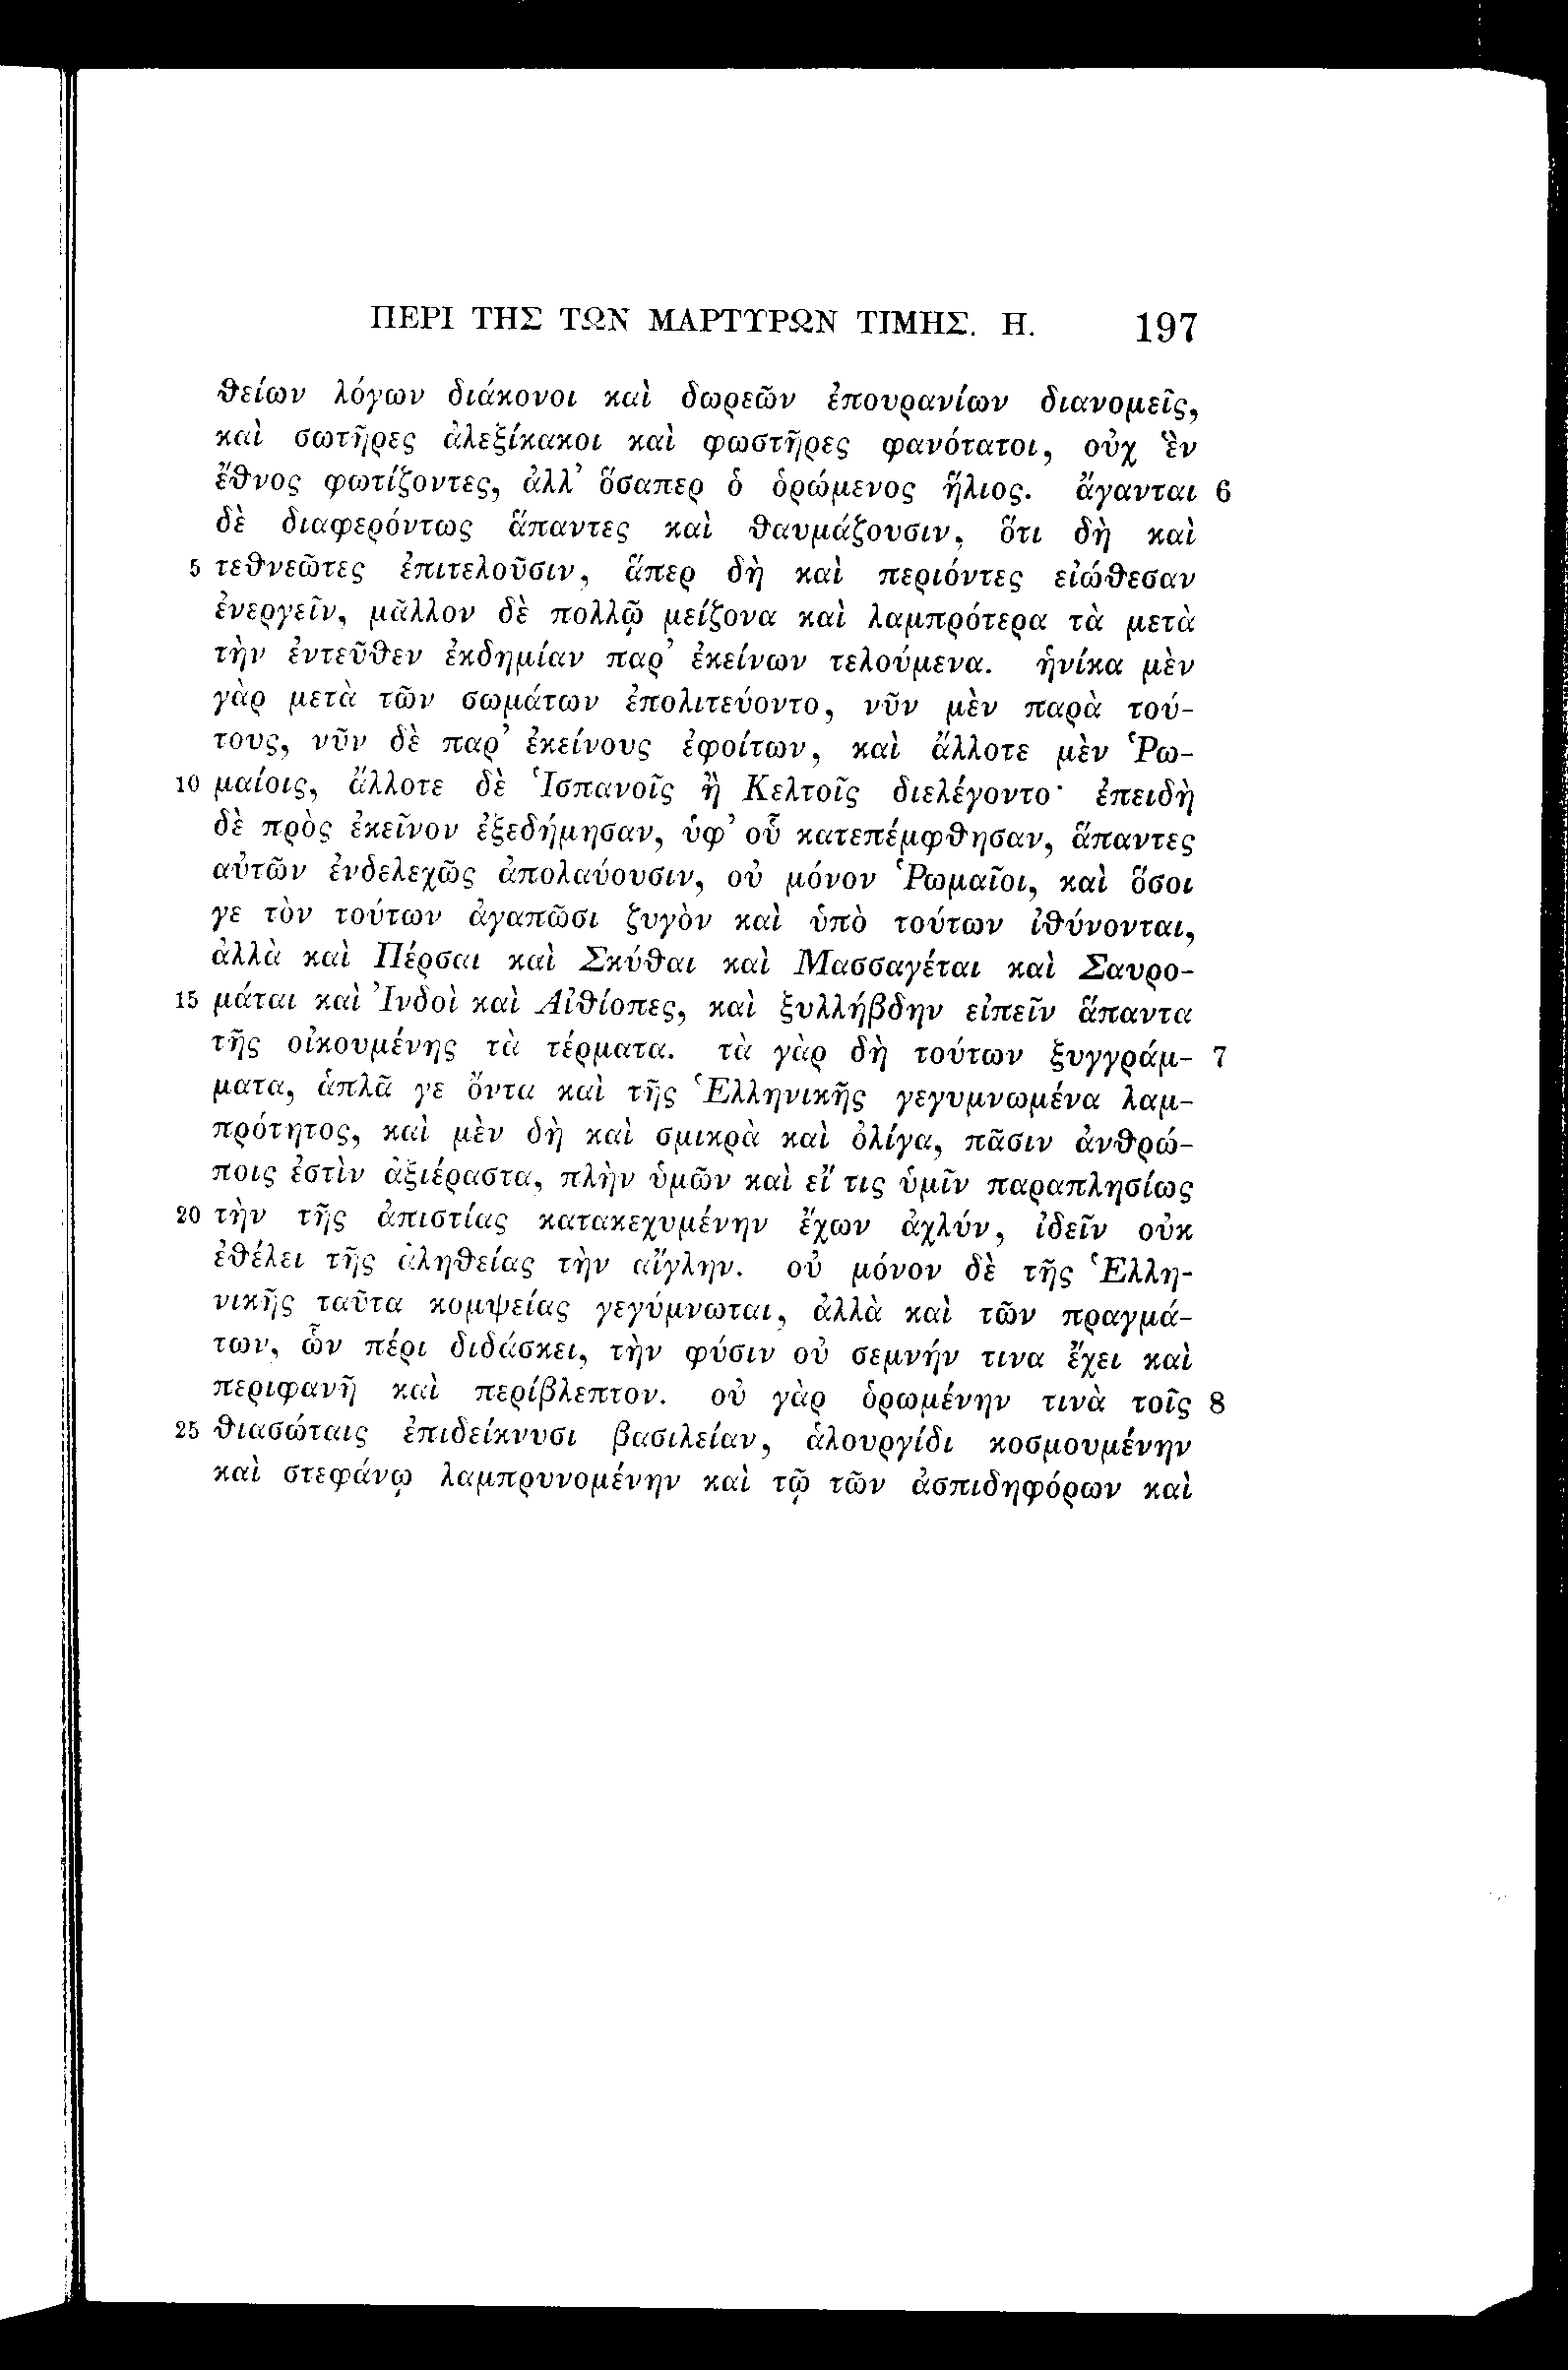 ΠΕΡΙ ΤΗΣ ΤΩΝ ΜΑΡΤΥΡΩΝ ΤΙΜΗΣ. Η. 197
θείων λόγων διάκονοι καὶ δωρεῶν ἐπουρανίων διανομεῖς,
καὶ σωτῆρες ἀλεξίκακοι καὶ φωστῆρες φανότατοι, οὐχ ἓν
ἔθνος φωτίζοντες, ἀλλ’ ὅσαπερ ὁ ὁρώμενος ἥλιος. ἄγανται 6
δὲ διαφερόντως ἅπαντες καὶ θαυμάζουσιν, ὅτι δὴ καὶ
5 τεθνεῶτες ἐπιτελοῦσιν, ἅπερ δὴ καὶ περιόντες εἰώθεσαν
ἐνεργεῖν, μᾶλλον δὲ πολλῷ μείζονα καὶ λαμπρότερα τὰ μετὰ
τὴν ἐντεῦθεν ἐκδημίαν παρ’ ἐκείνων τελούμενα. ἡνίκα μὲν
γὰρ μετὰ τῶν σωμάτων ἐπολιτεύοντο, νῦν μὲν παρὰ τού-
τους, νῦν δὲ παρ’ ἐκείνους ἐφοίτων, καὶ ἄλλοτε μὲν Ῥω-
10 μαίοις, ἄλλοτε δὲ Ἱσπανοῖς ἢ Κελτοῖς διελέγοντο· ἐπειδὴ
δὲ πρὸς ἐκεῖνον ἐξεδήμησαν, ὑφ’ οὗ κατεπέμφθησαν, ἅπαντες
αὐτῶν ἐνδελεχῶς ἀπολαύουσιν, οὐ μόνον Ῥωμαῖοι, καὶ ὅσοι
γε τὸν τούτων ἀγαπῶσι ζυγὸν καὶ ὑπὸ τούτων ἰθύνονται,
ἀλλὰ καὶ Πέρσαι καὶ Σκύθαι καὶ Μασσαγέται καὶ Σαυρο-
15 μάται καὶ Ἰνδοὶ καὶ Αἰθίοπες, καὶ ξυλλήβδην εἰπεῖν ἅπαντα
τῆς οἰκουμένης τὰ τέρματα. τὰ γὰρ δὴ τούτων ξυγγράμ- 7
ματα, ἁπλᾶ γε ὄντα καὶ τῆς Ἑλληνικῆς γεγυμνωμένα λαμ-
πρότητος, καὶ μὲν δὴ καὶ σμικρὰ καὶ ὀλίγα, πᾶσιν ἀνθρώ-
ποις ἐστὶν ἀξιέραστα, πλὴν ὑμῶν καὶ εἴ τις ὑμῖν παραπλησίως
20 τὴν τῆς ἀπιστίας κατακεχυμένην ἔχων ἀχλύν, ἰδεῖν οὐκ
ἐθέλει τῆς ἀληθείας τὴν αἴγλην. οὐ μόνον δὲ τῆς Ἑλλη-
νικῆς ταῦτα κομψείας γεγύμνωται, ἀλλὰ καὶ τῶν πραγμά-
των, ὧν πέρι διδάσκει, τὴν φύσιν οὐ σεμνήν τινα ἔχει καὶ
περιφανῆ καὶ περίβλεπτον. οὐ γὰρ ὁρωμένην τινὰ τοῖς 8
25 θιασώταις ἐπιδείκνυσι βασιλείαν, ἁλουργίδι κοσμουμένην
καὶ στεφάνῳ λαμπρυνομένην καὶ τῷ τῶν ἀσπιδηφόρων καὶ